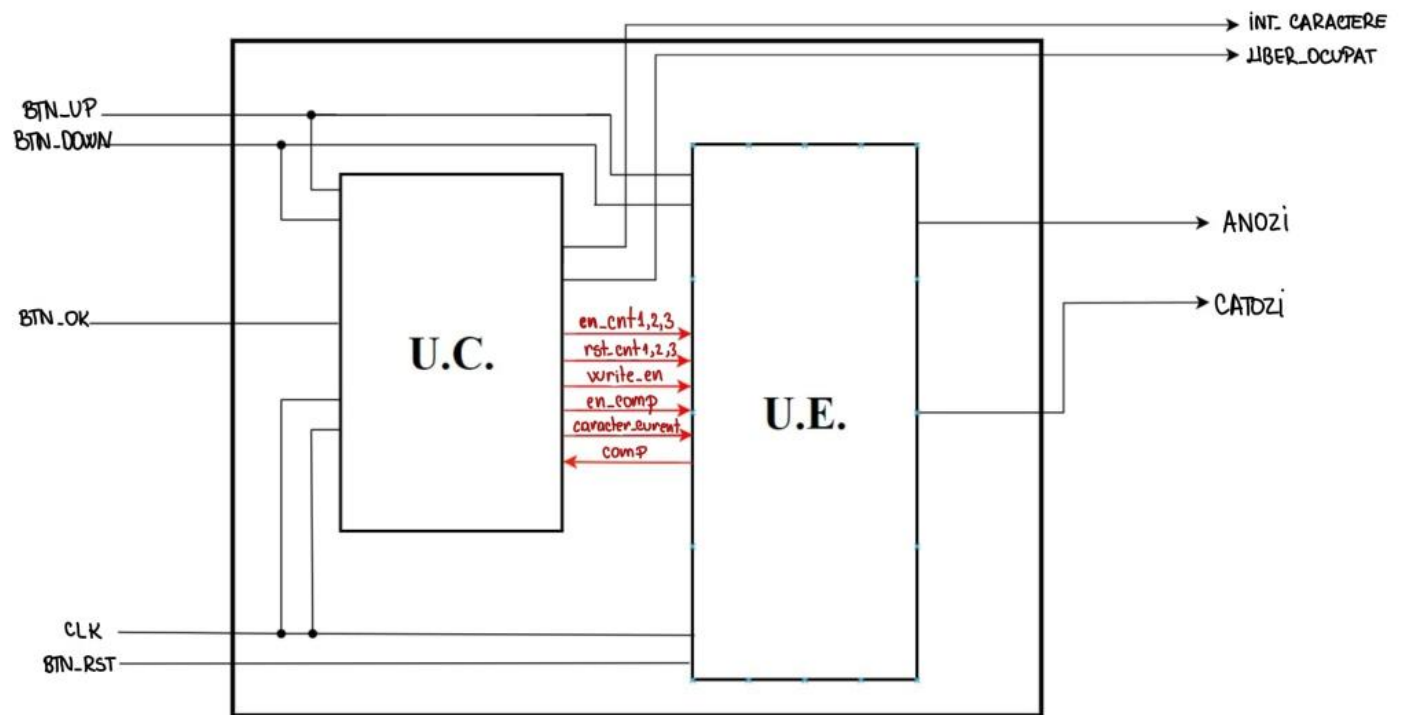 INT_CARACTERE
LIBER_OCUPAT
BTN_UP
BTN_DOWN
ANOZI
CATOZI
BTN_OK
U.C.
en_cnt1,2,3
rst_cnt1,2,3
write_en
en_comp
caracter_curent
comp
U.E.
CLK
BTN_RST